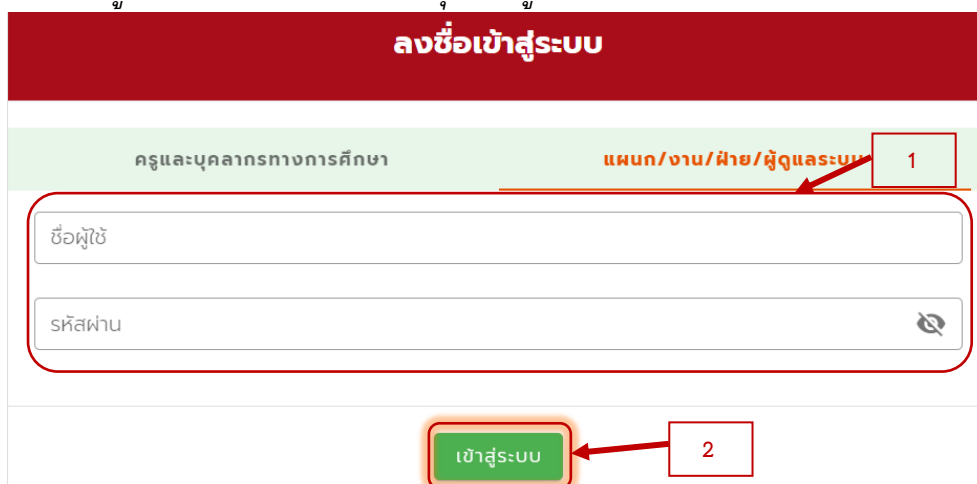 ลงชื่อเข้าสู่ระบบ
ครูและบุคลากรทางการศึกษา
แผนก/งาน/ฝ่าย/ผู้ดูแลระบบ
1
ชื่อผู้ใช้
รหัสผ่าน
เข้าสู่ระบบ
2